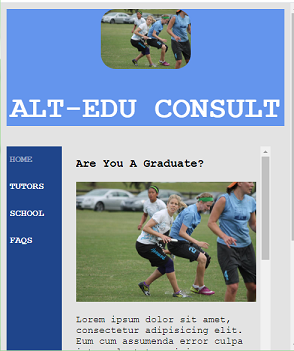 ALT-EDU CONSULT
HOME
TUTORS
SCHOOL
FAQS
Are You A Graduate?
Lorem ipsum dolor sit amet,
consectetur adipisicing elit.
Eum cum assumenda error culpa